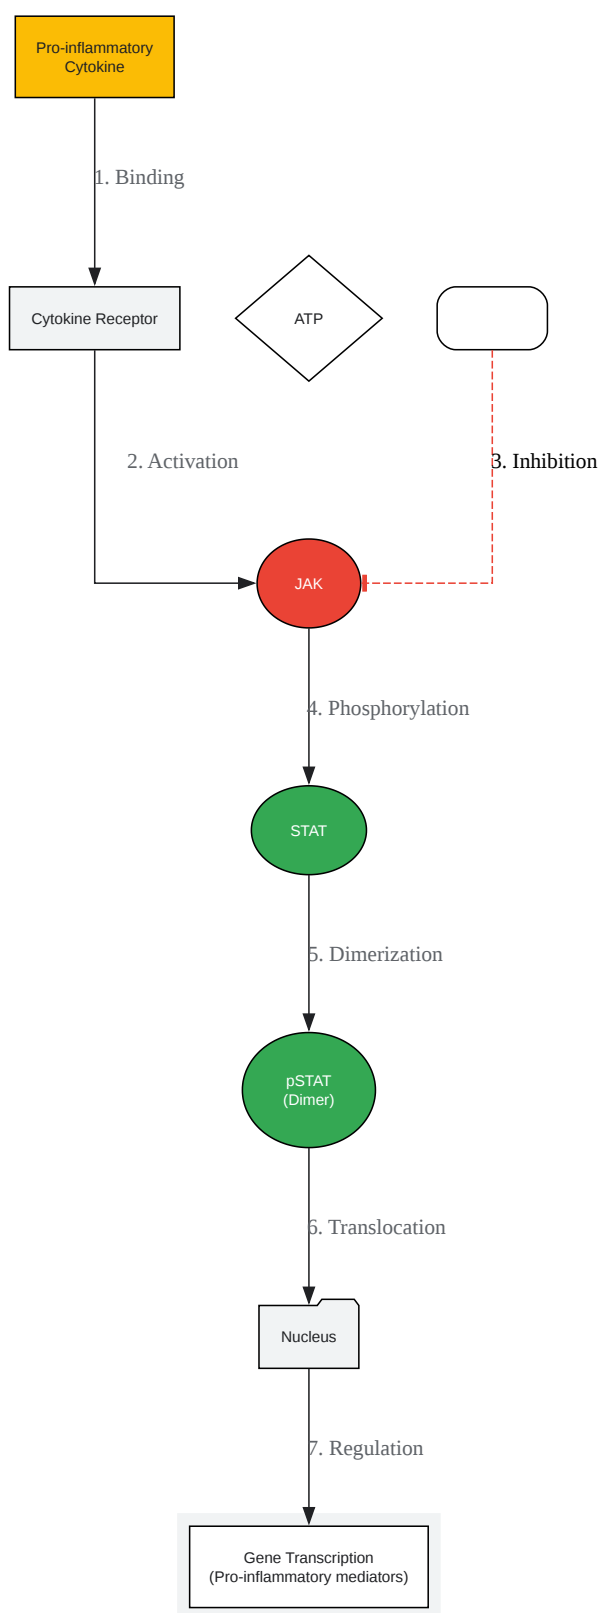 Pro-inflammatory
Cytokine
1. Binding
Cytokine Receptor
ATP
2. Activation
3. Inhibition
JAK
4. Phosphorylation
STAT
5. Dimerization
pSTAT
(Dimer)
6. Translocation
Nucleus
7. Regulation
Gene Transcription
(Pro-inflammatory mediators)